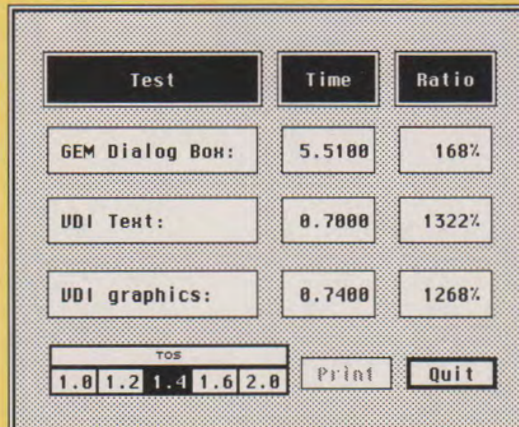 Test Time Ratio
GEM Dialog Box: 5.5100 168%
VDI Text: 0.7000 1322%
VDI graphics: 0.7400 1268%
TOS
1.0 1.2 1.4 1.6 2.0 Print Quit